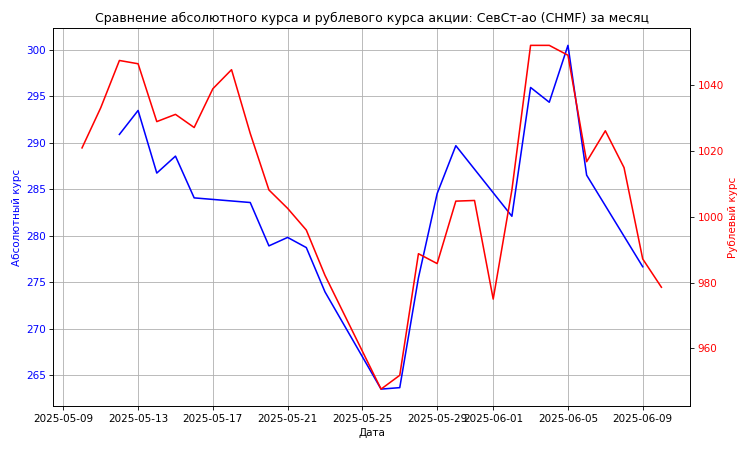 Сравнение абсолютного курса и рублевого курса акции: СевСт-ао (CHMF) за месяц
300
295
290
285
280
275
270
265
Абсолютный курс
1040
1020
1000
980
960
Рублевый курс
2025-05-09 2025-05-13 2025-05-17 2025-05-21 2025-05-25 2025-05-29 2025-06-01 2025-06-05 2025-06-09
Дата